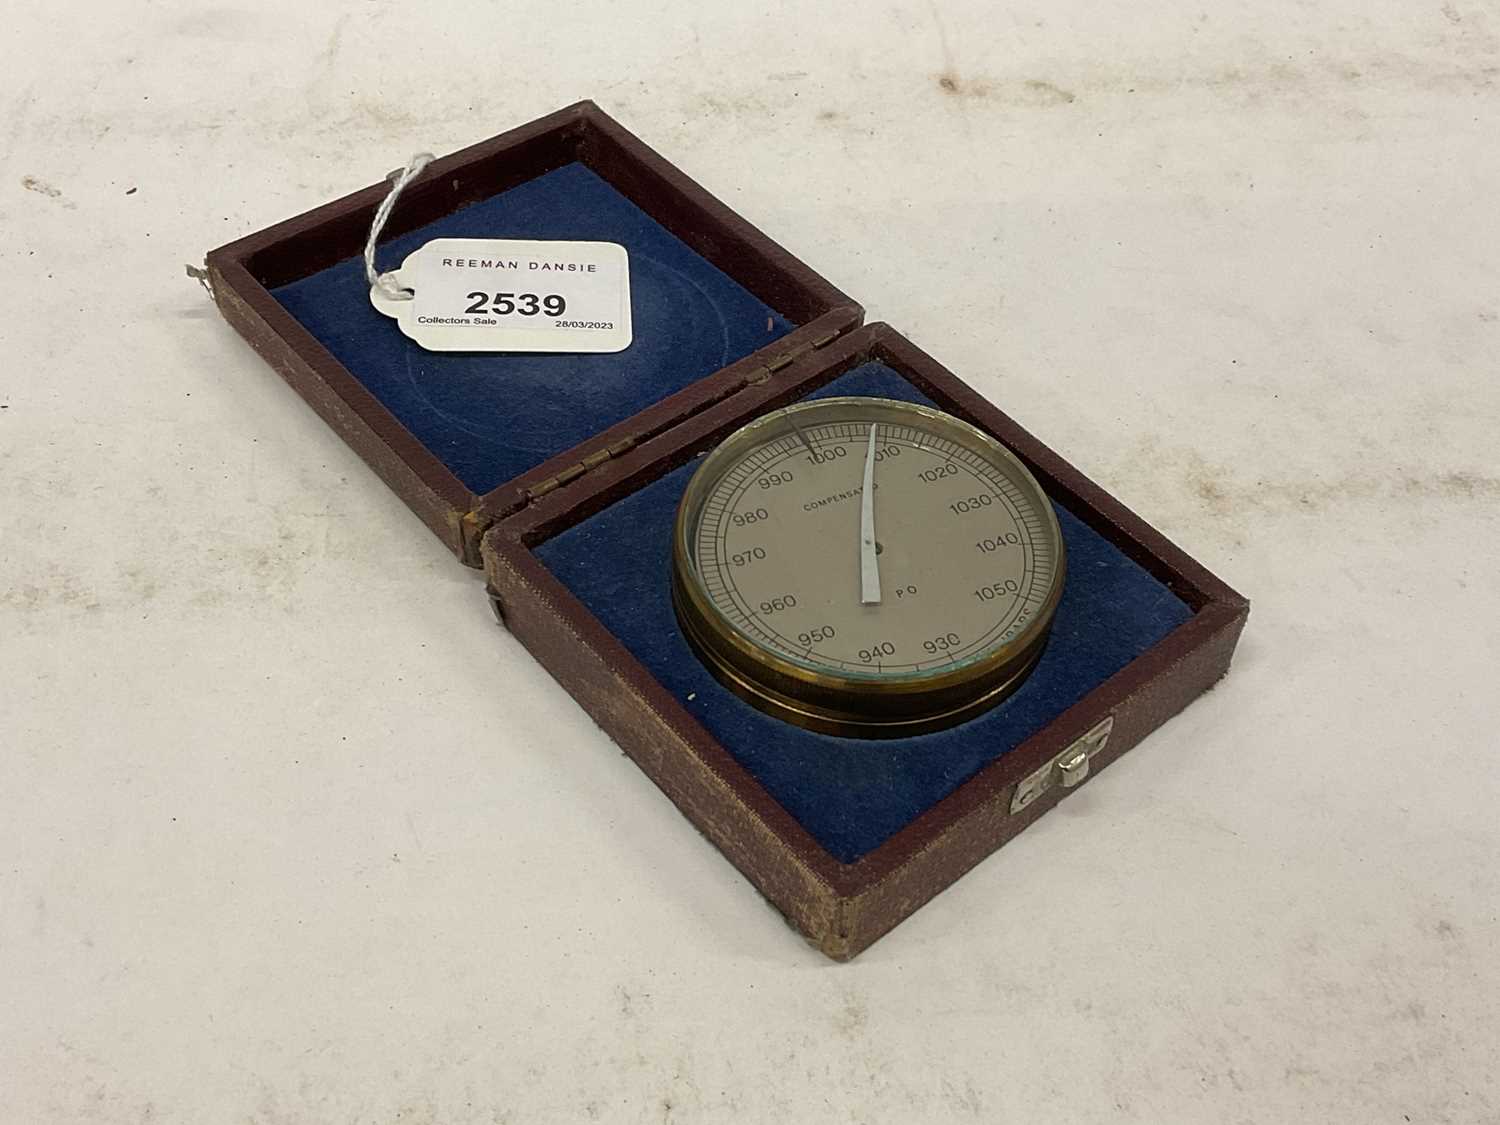 REEMAN DANSIE
2539
Collectors Sale 28/03/2023
990 1000 1010 1020
980 1030
COMPENSATED
970 1040
960 1050
P O
950 940 930